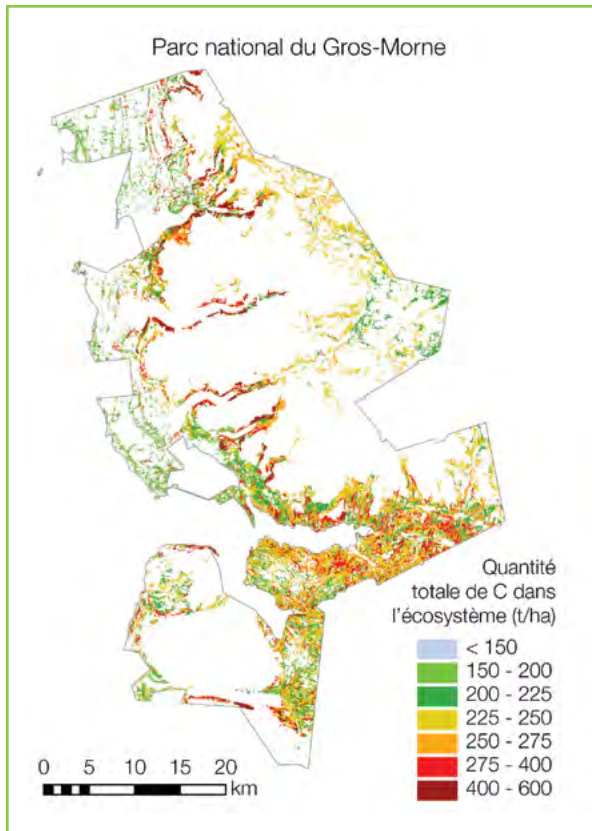 Parc national du Gros-Morne
Quantité
totale de C dans
l'écosystème (t/ha)
< 150
150 - 200
200 - 225
225 - 250
250 - 275
275 - 400
400 - 600
0 5 10 15 20
km